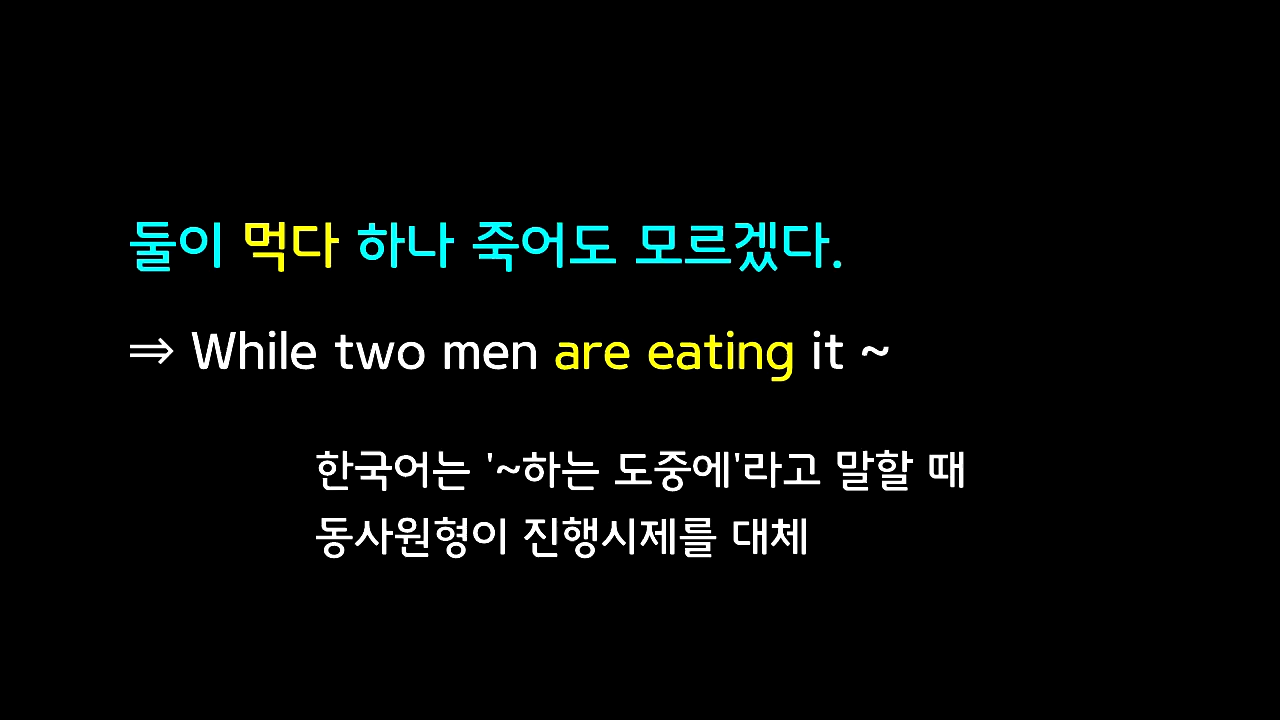 둘이 먹다 하나 죽어도 모르겠다.
⇒ While two men are eating it ~
한국어는 '~하는 도중에'라고 말할 때
동사원형이 진행시제를 대체